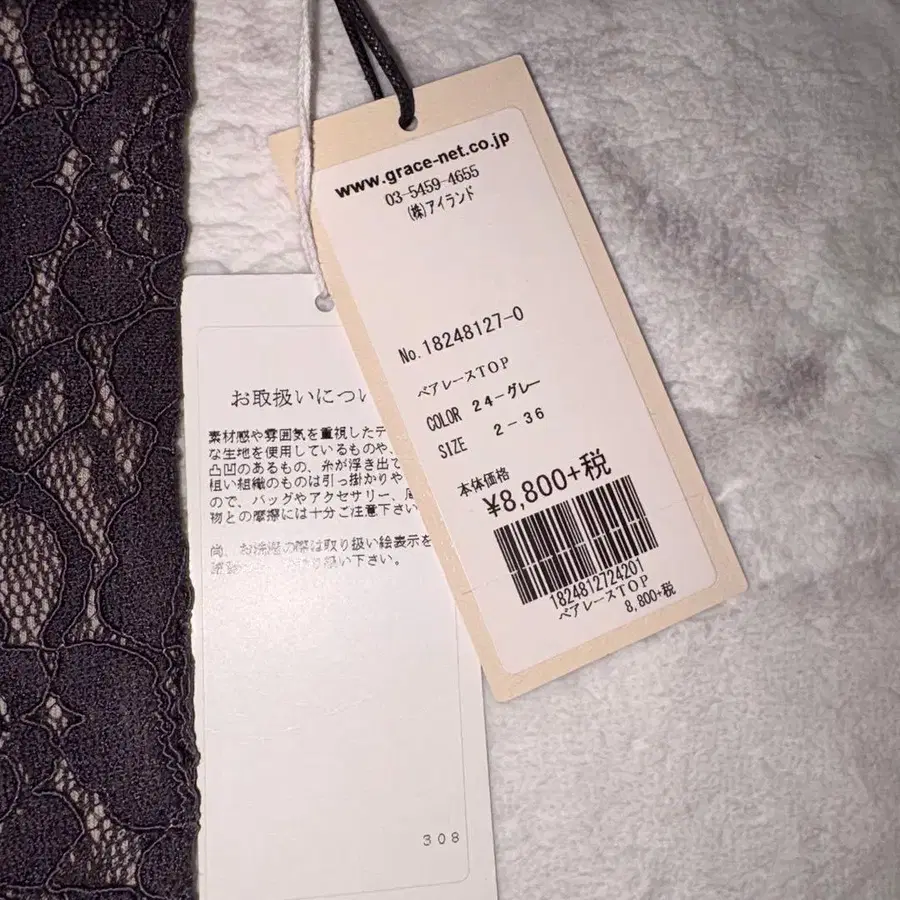 www.grace-net.co.jp
03-5459-4655
(株)アイランド
No.18248127-0
ペアレースTOP
COLOR 24-グレー
SIZE 2-36
本体価格
¥8,800+税
1824812724201
ペアレースTOP
8,800+税
お取扱いについ
素材感や雰囲気を重視したデ
な生地を使用しているものや、
凸凹のあるもの、糸が浮き出て
粗い組織のものは引っ掛かりや
ので、バッグやアクセサリー、
物との摩擦には十分ご注意下さい
尚、お洗濯の際は取り扱い絵表示を
り扱い下さい。
308